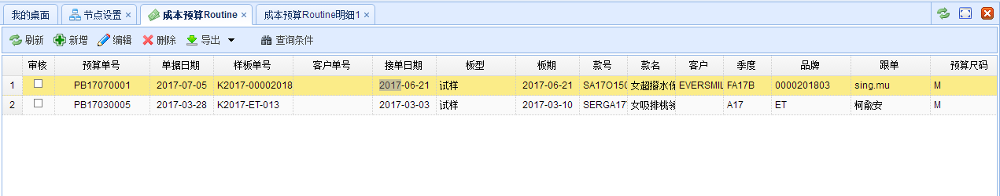 我的桌面 节点设置 成本预算Routine 成本预算Routine明细1
刷新 新增 编辑 删除 导出 查询条件
审核 预算单号 单据日期 样板单号 客户单号 接单日期 板型 板期 款号 款名 客户 季度 品牌 跟单 预算尺码
1 PB17070001 2017-07-05 K2017-00002018 2017-06-21 试样 2017-06-21 SA17O150 女超撥水保 EVERSMIL FA17B 0000201803 sing.mu M
2 PB17030005 2017-03-28 K2017-ET-013 2017-03-03 试样 2017-03-10 SERGA17 女吸排桃領 A17 ET 柯兪安 M